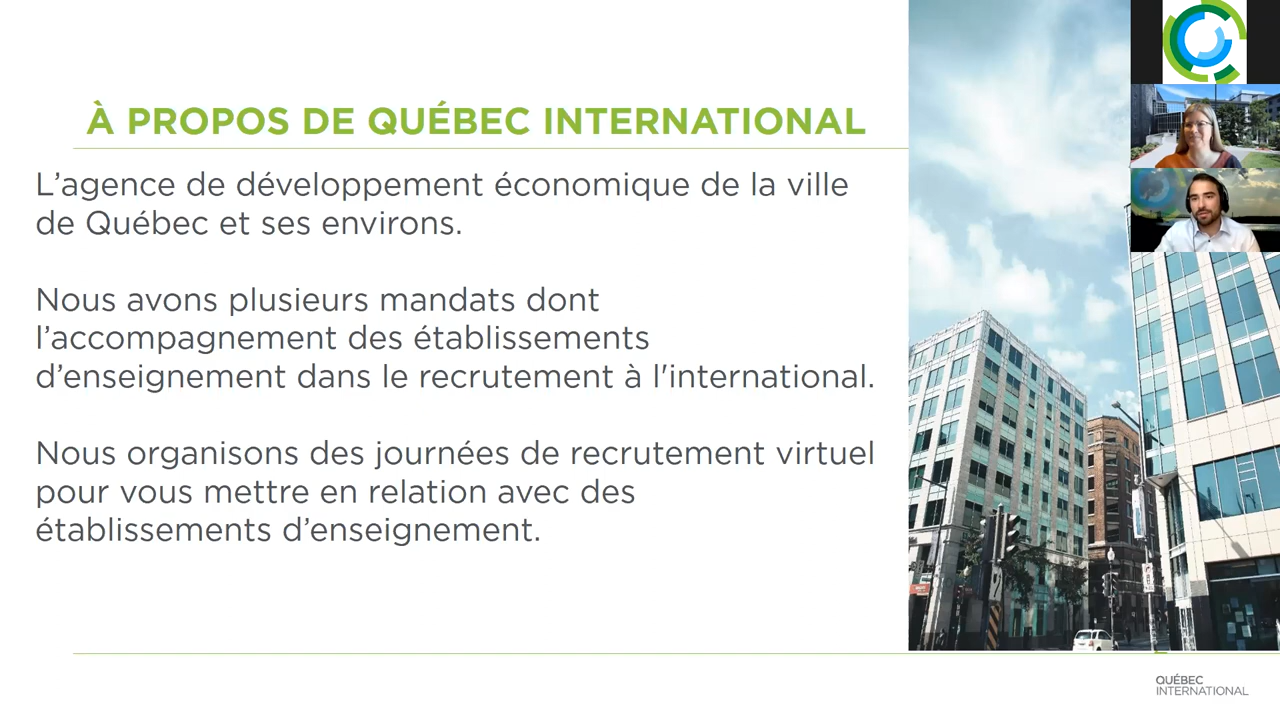 À PROPOS DE QUÉBEC INTERNATIONAL
L’agence de développement économique de la ville
de Québec et ses environs.
Nous avons plusieurs mandats dont
l’accompagnement des établissements
d’enseignement dans le recrutement à l'international.
Nous organisons des journées de recrutement virtuel
pour vous mettre en relation avec des
établissements d’enseignement.
QUÉBEC
INTERNATIONAL